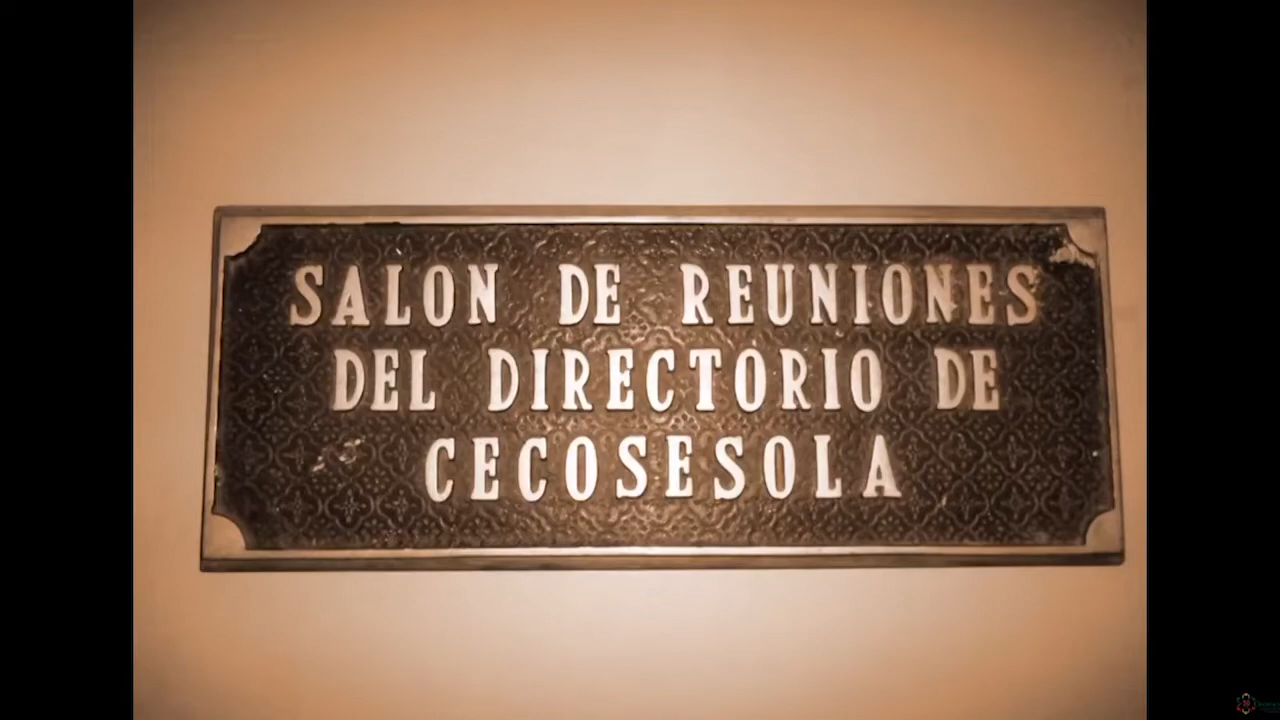 SALON DE REUNIONES
DEL DIRECTORIO DE
CECOSESOLA